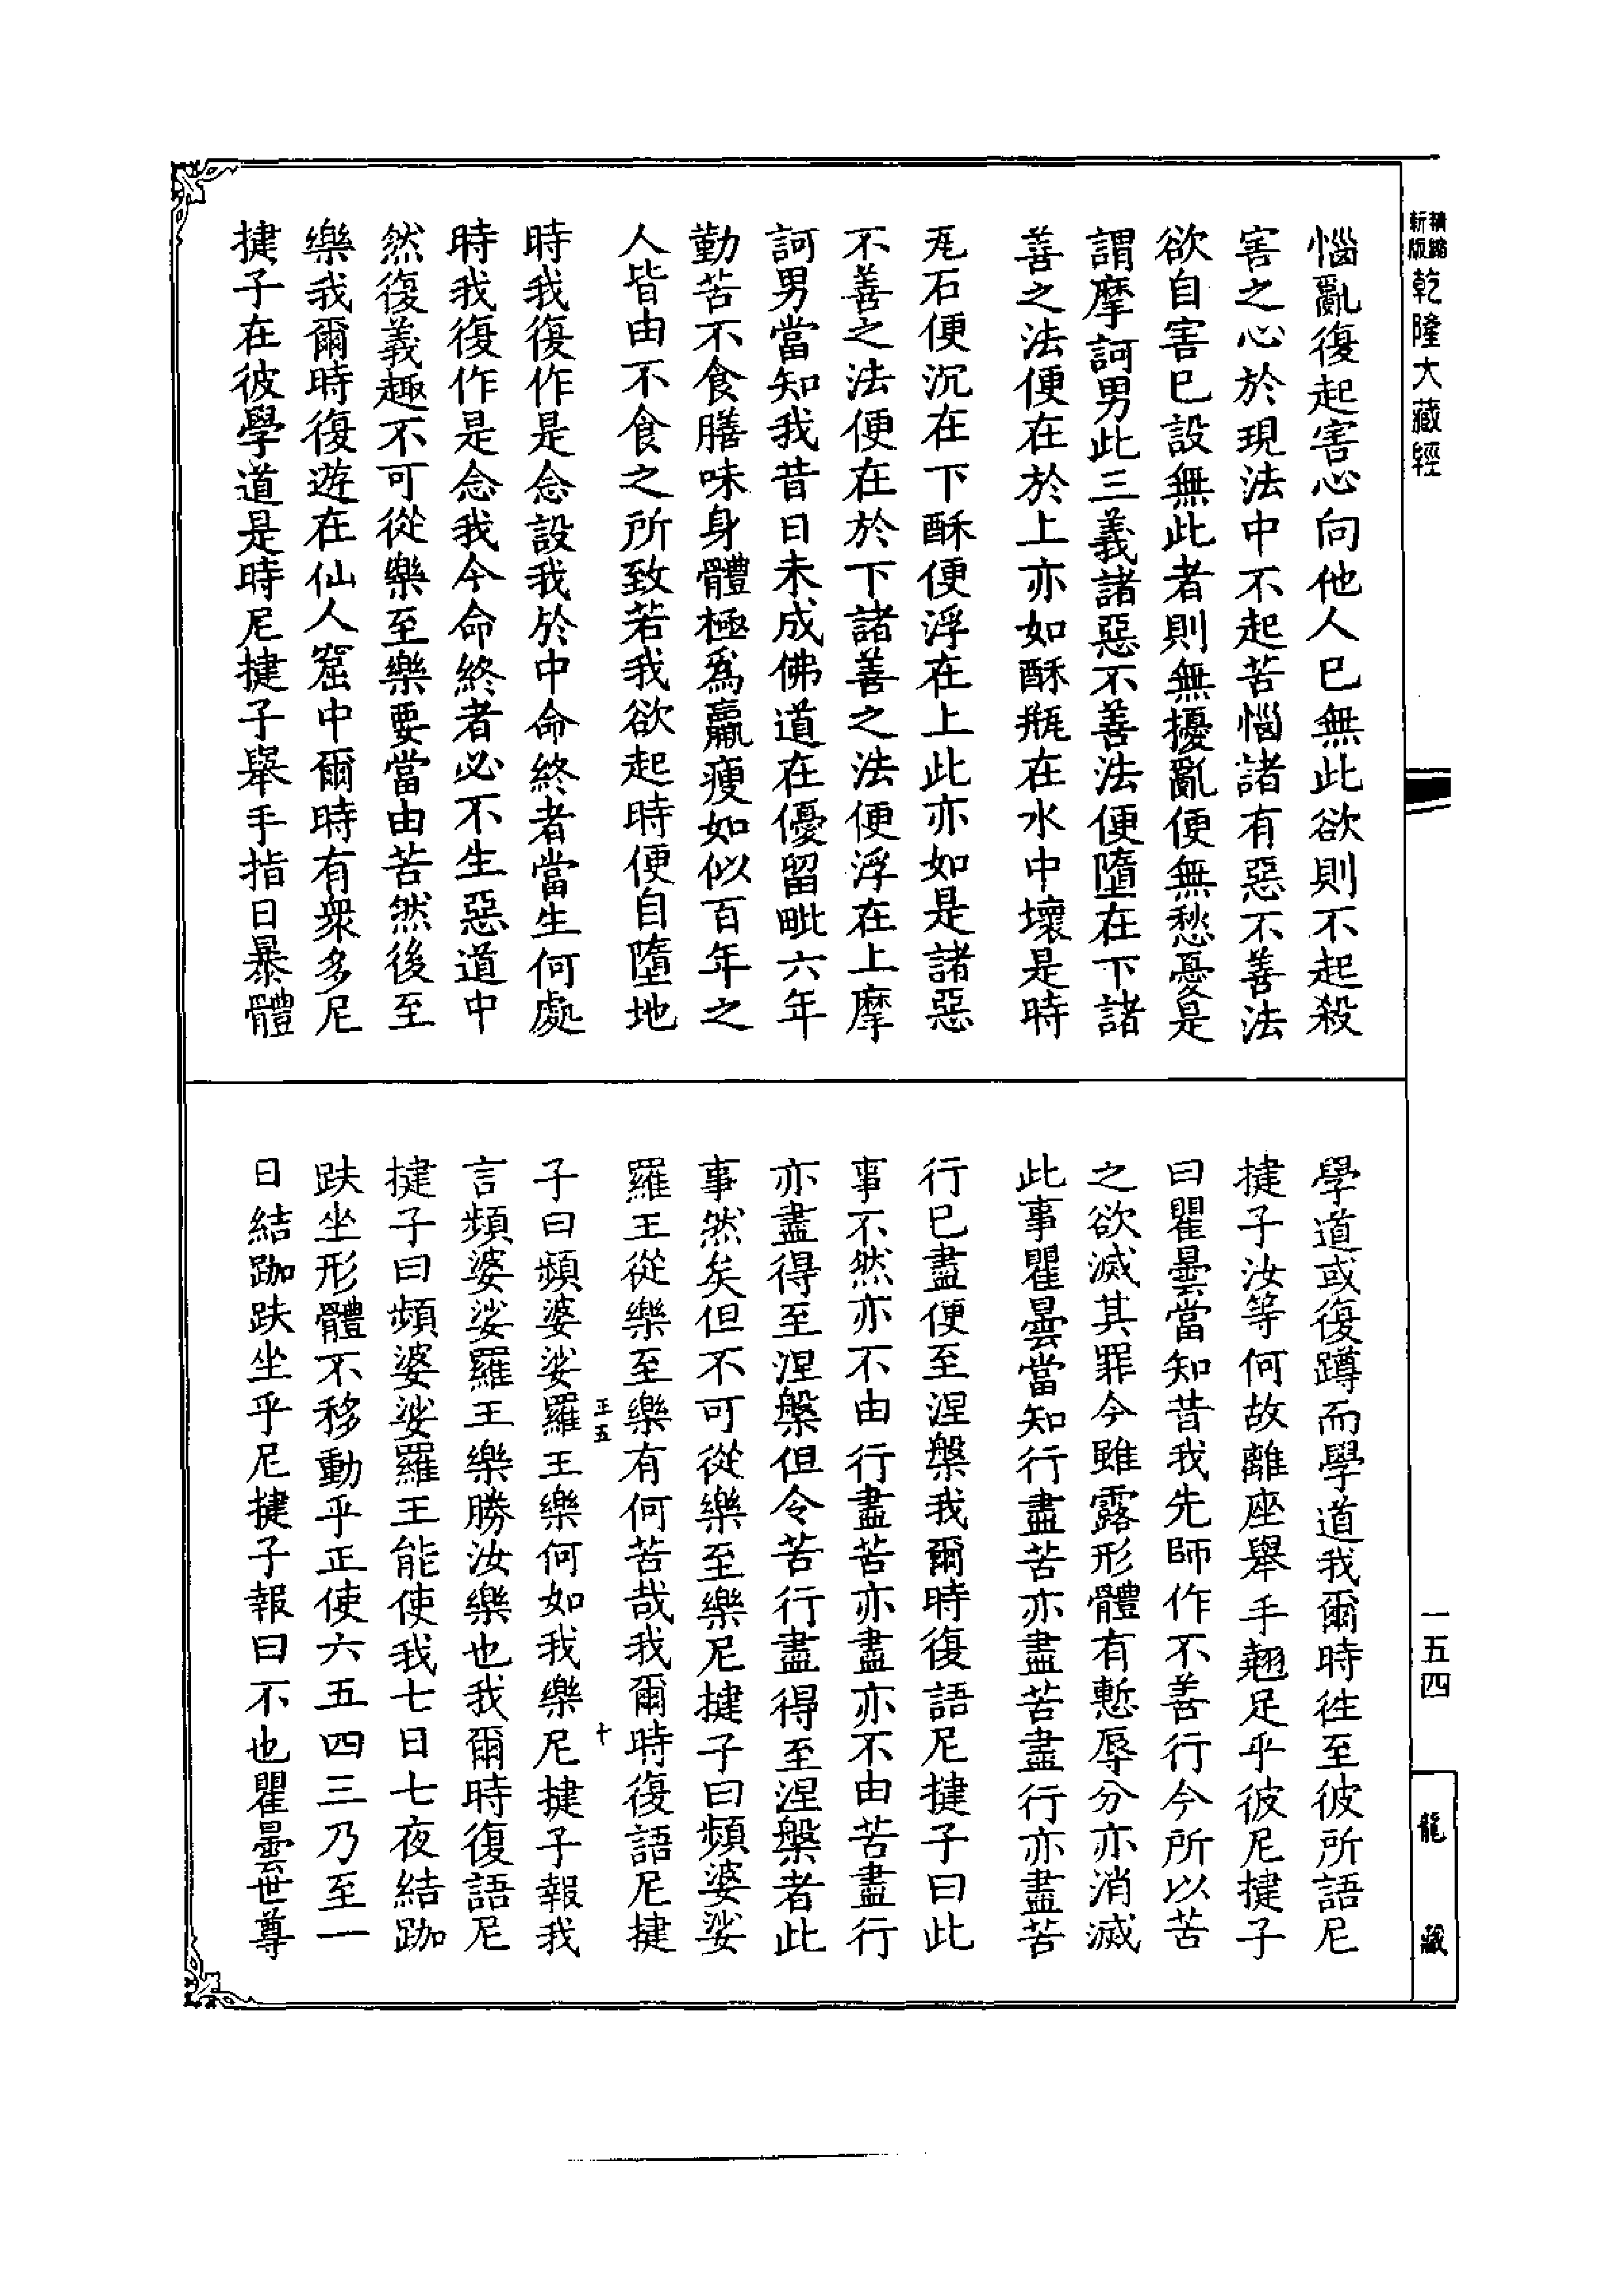 精縮
新版
乾隆大藏經
惱亂復起害心向他人已無此欲則不起殺
害之心於現法中不起苦惱諸有惡不善法
欲自害已設無此者則無擾亂便無愁憂是
謂摩訶男此三義諸惡不善法便墮在下諸
善之法便在於上亦如酥瓶在水中壞是時
瓦石便沉在下酥便浮在上此亦如是諸惡
不善之法便在於下諸善之法便浮在上摩
訶男當知我昔日未成佛道在優留毗六年
勤苦不食膳味身體極爲羸瘦如似百年之
人皆由不食之所致若我欲起時便自墮地
時我復作是念設我於中命終者當生何處
時我復作是念我今命終者必不生惡道中
然復義趣不可從樂至樂要當由苦然後至
樂我爾時復遊在仙人窟中爾時有衆多尼
揵子在彼學道是時尼揵子舉手指日暴體
學道或復蹲而學道我爾時往至彼所語尼
揵子汝等何故離座舉手翹足乎彼尼揵子
曰瞿曇當知昔我先師作不善行今所以苦
之欲滅其罪今雖露形體有慙辱分亦消滅
此事瞿曇當知行盡苦亦盡苦盡行亦盡苦
行已盡便至涅槃我爾時復語尼揵子曰此
事不然亦不由行盡苦亦盡亦不由苦盡行
亦盡得至涅槃但令苦行盡得至涅槃者此
事然矣但不可從樂至樂尼揵子曰頻婆娑
羅王從樂至樂有何苦哉我爾時復語尼揵
正五
十
子曰頻婆娑羅王樂何如我樂尼揵子報我
言頻婆娑羅王樂勝汝樂也我爾時復語尼
揵子曰頻婆娑羅王能使我七日七夜結跏
趺坐形體不移動乎正使六五四三乃至一
日結跏趺坐乎尼揵子報曰不也瞿曇世尊
一五四
龍藏